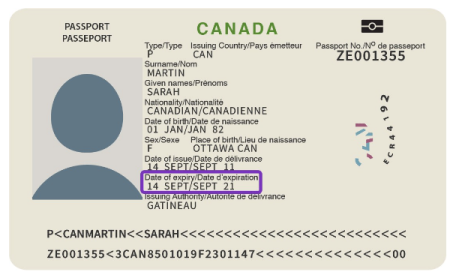 PASSPORT
PASSEPORT
CANADA
Type/Type Issuing Country/Pays émetteur Passport No./Nº de passeport
P CAN ZE001355
Surname/Nom
MARTIN
Given names/Prénoms
SARAH
Nationality/Nationalité
CANADIAN/CANADIENNE
Date of birth/Date de naissance
01 JAN/JAN 82
Sex/Sexe Place of birth/Lieu de naissance
F OTTAWA CAN
Date of issue/Date de délivrance
14 SEPT/SEPT 11
Date of expiry/Date d'expiration
14 SEPT/SEPT 21
Issuing Authority/Autorité de délivrance
GATINEAU
ECR44192
P<CANMARTIN<<SARAH<<<<<<<<<<<<<<<<<<<<<<<<<<
ZE001355<3CAN8501019F2301147<<<<<<<<<<<<<<00